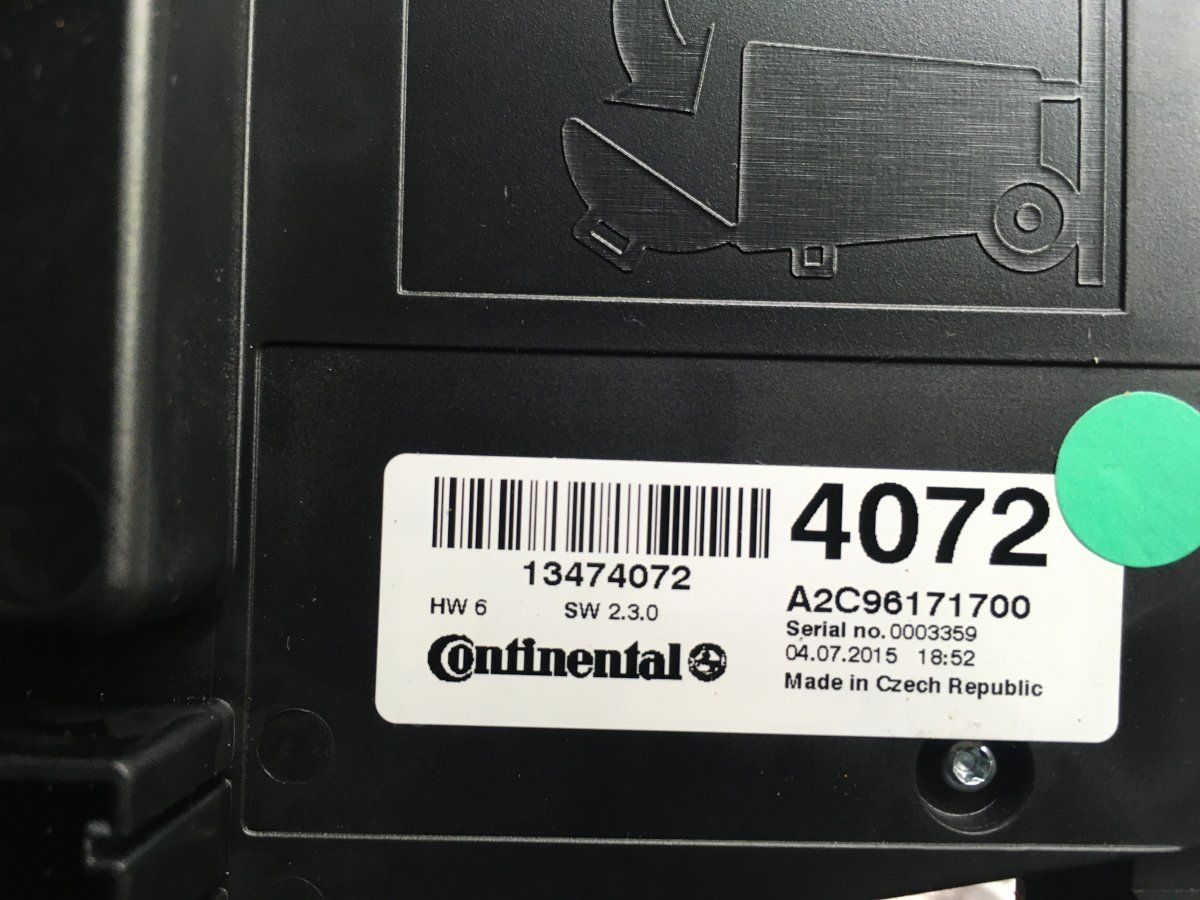 4072
13474072
A2C96171700
HW 6 SW 2.3.0
Serial no. 0003359
Continental
04.07.2015 18:52
Made in Czech Republic